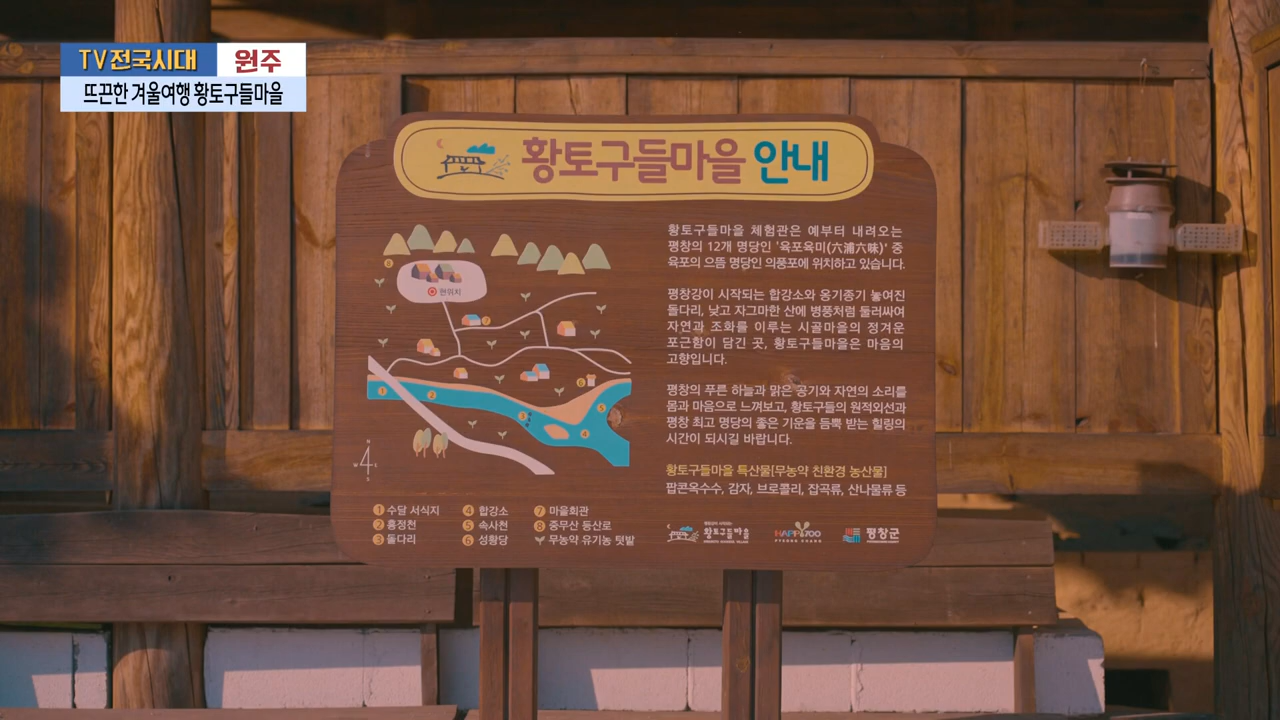 TV전국시대 원주
뜨끈한 겨울여행 황토구들마을
황토구들마을 안내
황토구들마을 체험관은 예부터 내려오는
평창의 12개 명당인 '육포육미(六浦六味)' 중
육포의 으뜸 명당인 의풍포에 위치하고 있습니다.
평창강이 시작되는 합강소와 옹기종기 놓여진
돌다리, 낮고 자그마한 산에 병풍처럼 둘러싸여
자연과 조화를 이루는 시골마을의 정겨운
포근함이 담긴 곳, 황토구들마을은 마음의
고향입니다.
평창의 푸른 하늘과 맑은 공기와 자연의 소리를
몸과 마음으로 느껴보고, 황토구들의 원적외선과
평창 최고 명당의 좋은 기운을 듬뿍 받는 힐링의
시간이 되시길 바랍니다.
황토구들마을 특산물[무농약 친환경 농산물]
팝콘옥수수, 감자, 브로콜리, 잡곡류, 산나물류 등
8
현위치
7
6
1
2
3
5
4
N
W E
S
1 수달 서식지
2 흥정천
3 돌다리
4 합강소
5 속사천
6 성황당
7 마을회관
8 중무산 등산로
무농약 유기농 텃밭
황토구들마을
HAPPY700
PYEONGCHANG
평창군